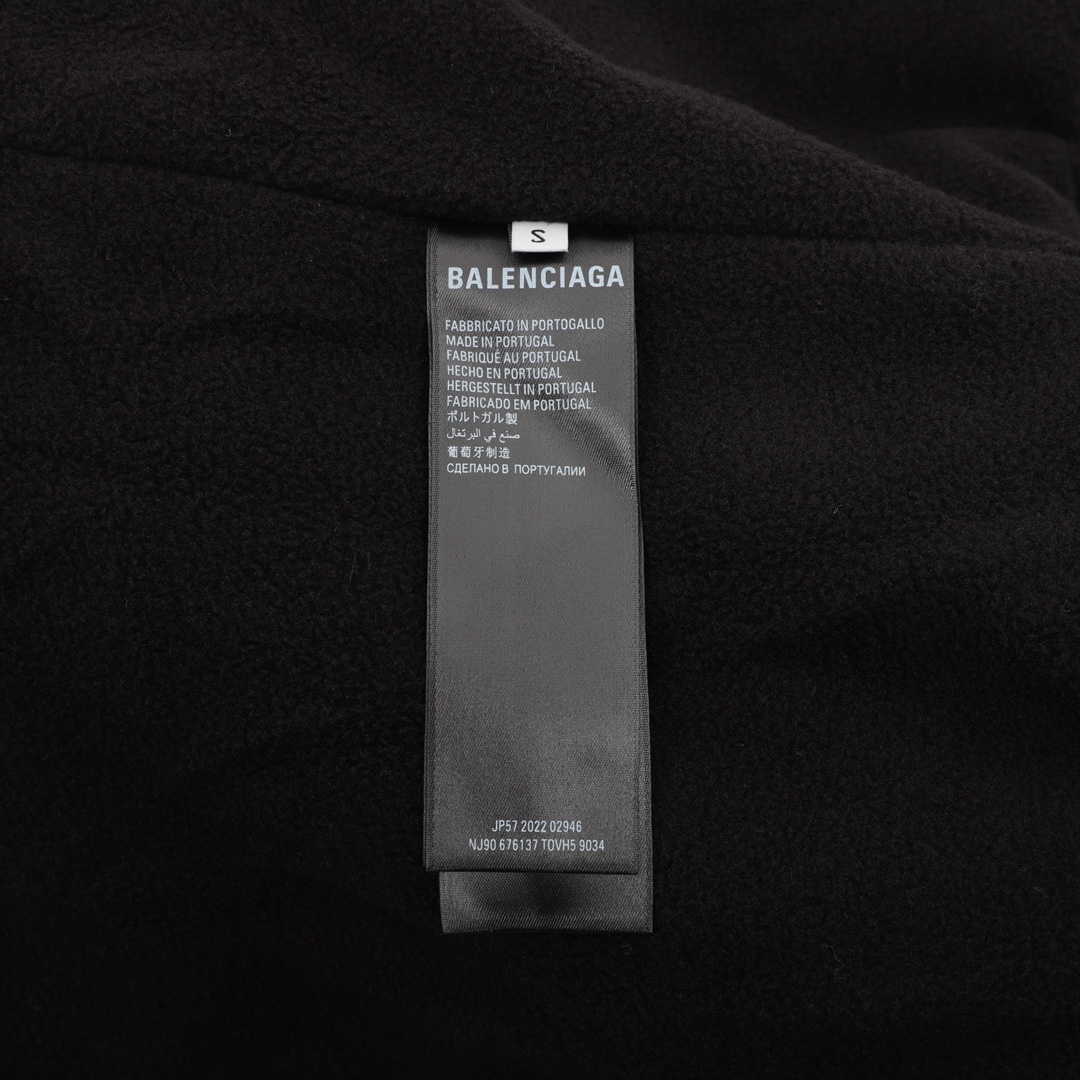 S
BALENCIAGA
FABBRICATO IN PORTOGALLO
MADE IN PORTUGAL
FABRIQUÉ AU PORTUGAL
HECHO EN PORTUGAL
HERGESTELLT IN PORTUGAL
FABRICADO EM PORTUGAL
ポルトガル製
صنع في البرتغال
葡萄牙制造
СДЕЛАНО В ПОРТУГАЛИИ
JP57 2022 02946
NJ90 676137 TOVH5 9034